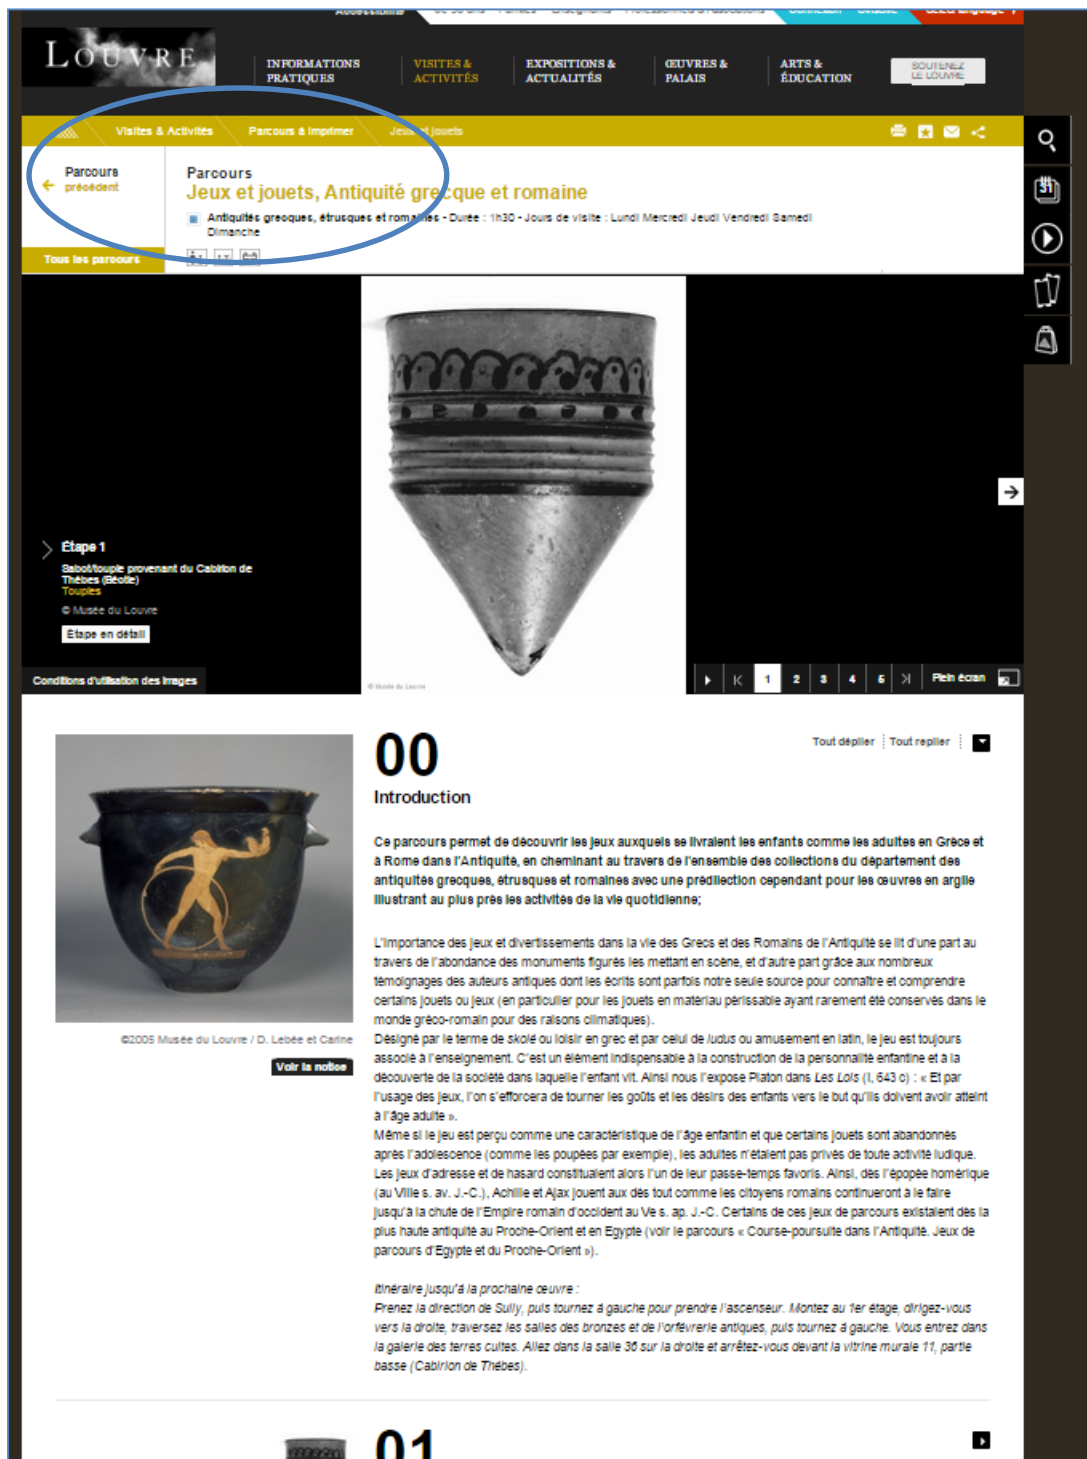 Accessibilité
LOUVRE
INFORMATIONS
PRATIQUES
VISITES &
ACTIVITÉS
EXPOSITIONS &
ACTUALITÉS
ŒUVRES &
PALAIS
ARTS &
ÉDUCATION
SOUTENEZ
LE LOUVRE
Visites & Activités Parcours à imprimer Jeux et jouets
Parcours
précédent
Tous les parcours
Parcours
Jeux et jouets, Antiquité grecque et romaine
Antiquités grecques, étrusques et romaines - Durée : 1h30 - Jours de visite : Lundi Mercredi Jeudi Vendredi Samedi
Dimanche
31
Étape 1
Sabot/toupie provenant du Cabirion de
Thèbes (Béotie)
Toupies
© Musée du Louvre
Étape en détail
Conditions d'utilisation des images
© Musée du Louvre
1 2 3 4 5 Plein écran
Tout déplier Tout replier
00
Introduction
Ce parcours permet de découvrir les jeux auxquels se livraient les enfants comme les adultes en Grèce et
à Rome dans l'Antiquité, en cheminant au travers de l'ensemble des collections du département des
antiquités grecques, étrusques et romaines avec une prédilection cependant pour les œuvres en argile
illustrant au plus près les activités de la vie quotidienne;
L'importance des jeux et divertissements dans la vie des Grecs et des Romains de l'Antiquité se lit d'une part au
travers de l'abondance des monuments figurés les mettant en scène, et d'autre part grâce aux nombreux
témoignages des auteurs antiques dont les écrits sont parfois notre seule source pour connaître et comprendre
certains jouets ou jeux (en particulier pour les jouets en matériau périssable ayant rarement été conservés dans le
monde gréco-romain pour des raisons climatiques).
Désigné par le terme de skolé ou loisir en grec et par celui de ludus ou amusement en latin, le jeu est toujours
associé à l'enseignement. C'est un élément indispensable à la construction de la personnalité enfantine et à la
découverte de la société dans laquelle l'enfant vit. Ainsi nous l'expose Platon dans Les Lois (I, 643 c) : « Et par
l'usage des jeux, l'on s'efforcera de tourner les goûts et les désirs des enfants vers le but qu'ils doivent avoir atteint
à l'âge adulte ».
Même si le jeu est perçu comme une caractéristique de l'âge enfantin et que certains jouets sont abandonnés
après l'adolescence (comme les poupées par exemple), les adultes n'étaient pas privés de toute activité ludique.
Les jeux d'adresse et de hasard constituaient alors l'un de leur passe-temps favoris. Ainsi, dès l'épopée homérique
(au VIIIe s. av. J.-C.), Achille et Ajax jouent aux dés tout comme les citoyens romains continueront à le faire
jusqu'à la chute de l'Empire romain d'occident au Ve s. ap. J.-C. Certains de ces jeux de parcours existaient dès la
plus haute antiquité au Proche-Orient et en Egypte (voir le parcours « Course-poursuite dans l'Antiquité. Jeux de
parcours d'Egypte et du Proche-Orient »).
Itinéraire jusqu'à la prochaine œuvre :
Prenez la direction de Sully, puis tournez à gauche pour prendre l'ascenseur. Montez au 1er étage, dirigez-vous
vers la droite, traversez les salles des bronzes et de l'orfèvrerie antiques, puis tournez à gauche. Vous entrez dans
la galerie des terres cuites. Allez dans la salle 36 sur la droite et arrêtez-vous devant la vitrine murale 11, partie
basse (Cabirion de Thèbes).
©2005 Musée du Louvre / D. Lebée et Carine
Voir la notice
01